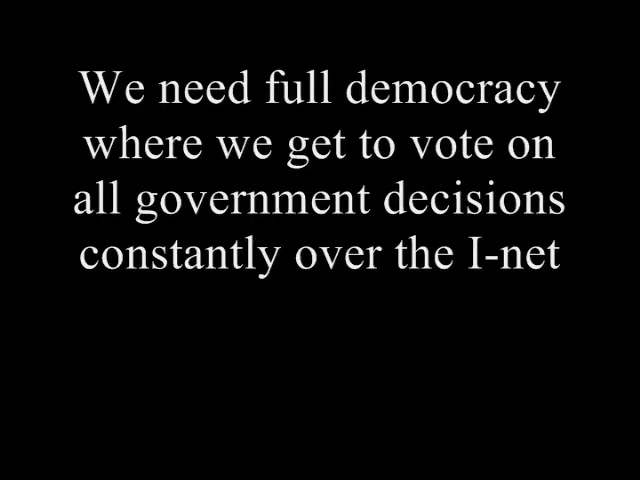 We need full democracy
where we get to vote on
all government decisions
constantly over the I-net